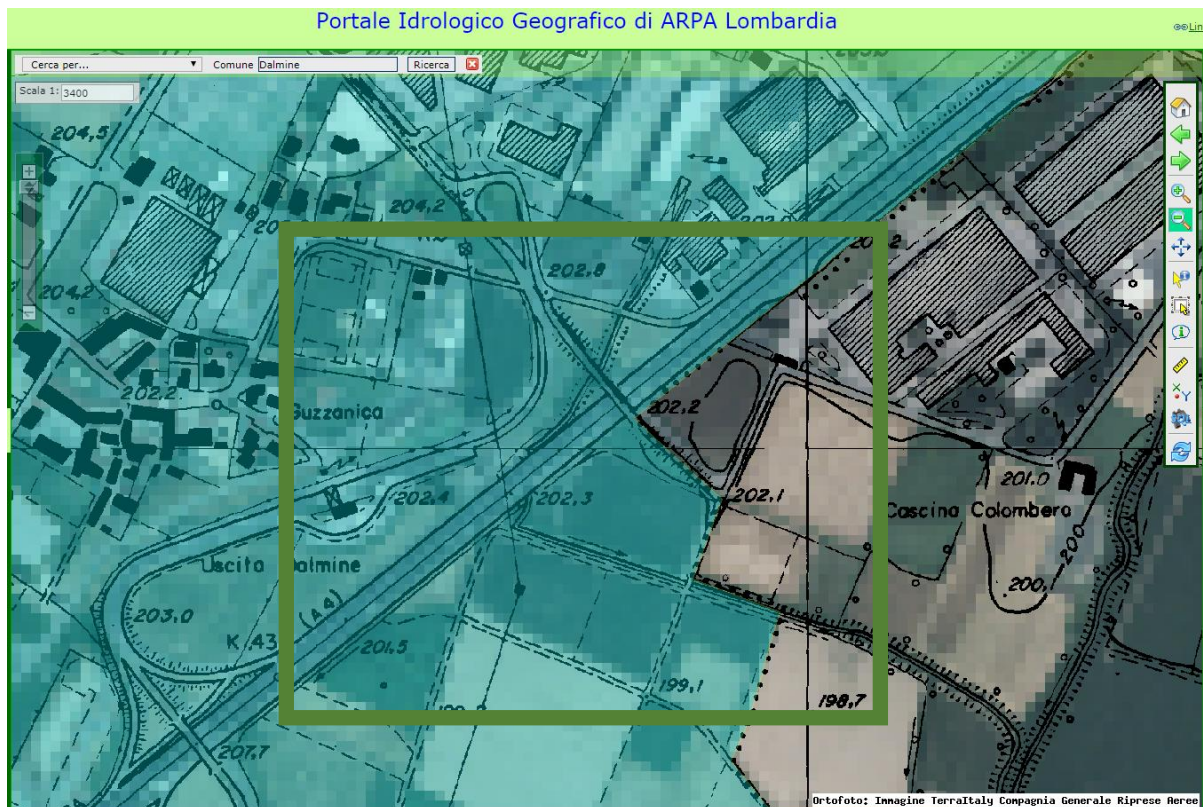 Portale Idrologico Geografico di ARPA Lombardia
Lin
Cerca per...
Comune Dalmine
Ricerca
Scala 1: 3400
204,5
204,2
202,8
204,2
202,2
Guzzanica
202,2
202,4
202,3
202,1
201.0
Cascina Colombera
200
200,
Uscita Dalmine
203.0
(A4)
K.43
201,5
199,1
198,7
207,7
Ortofoto: Immagine TerraItaly Compagnia Generale Riprese Aeree